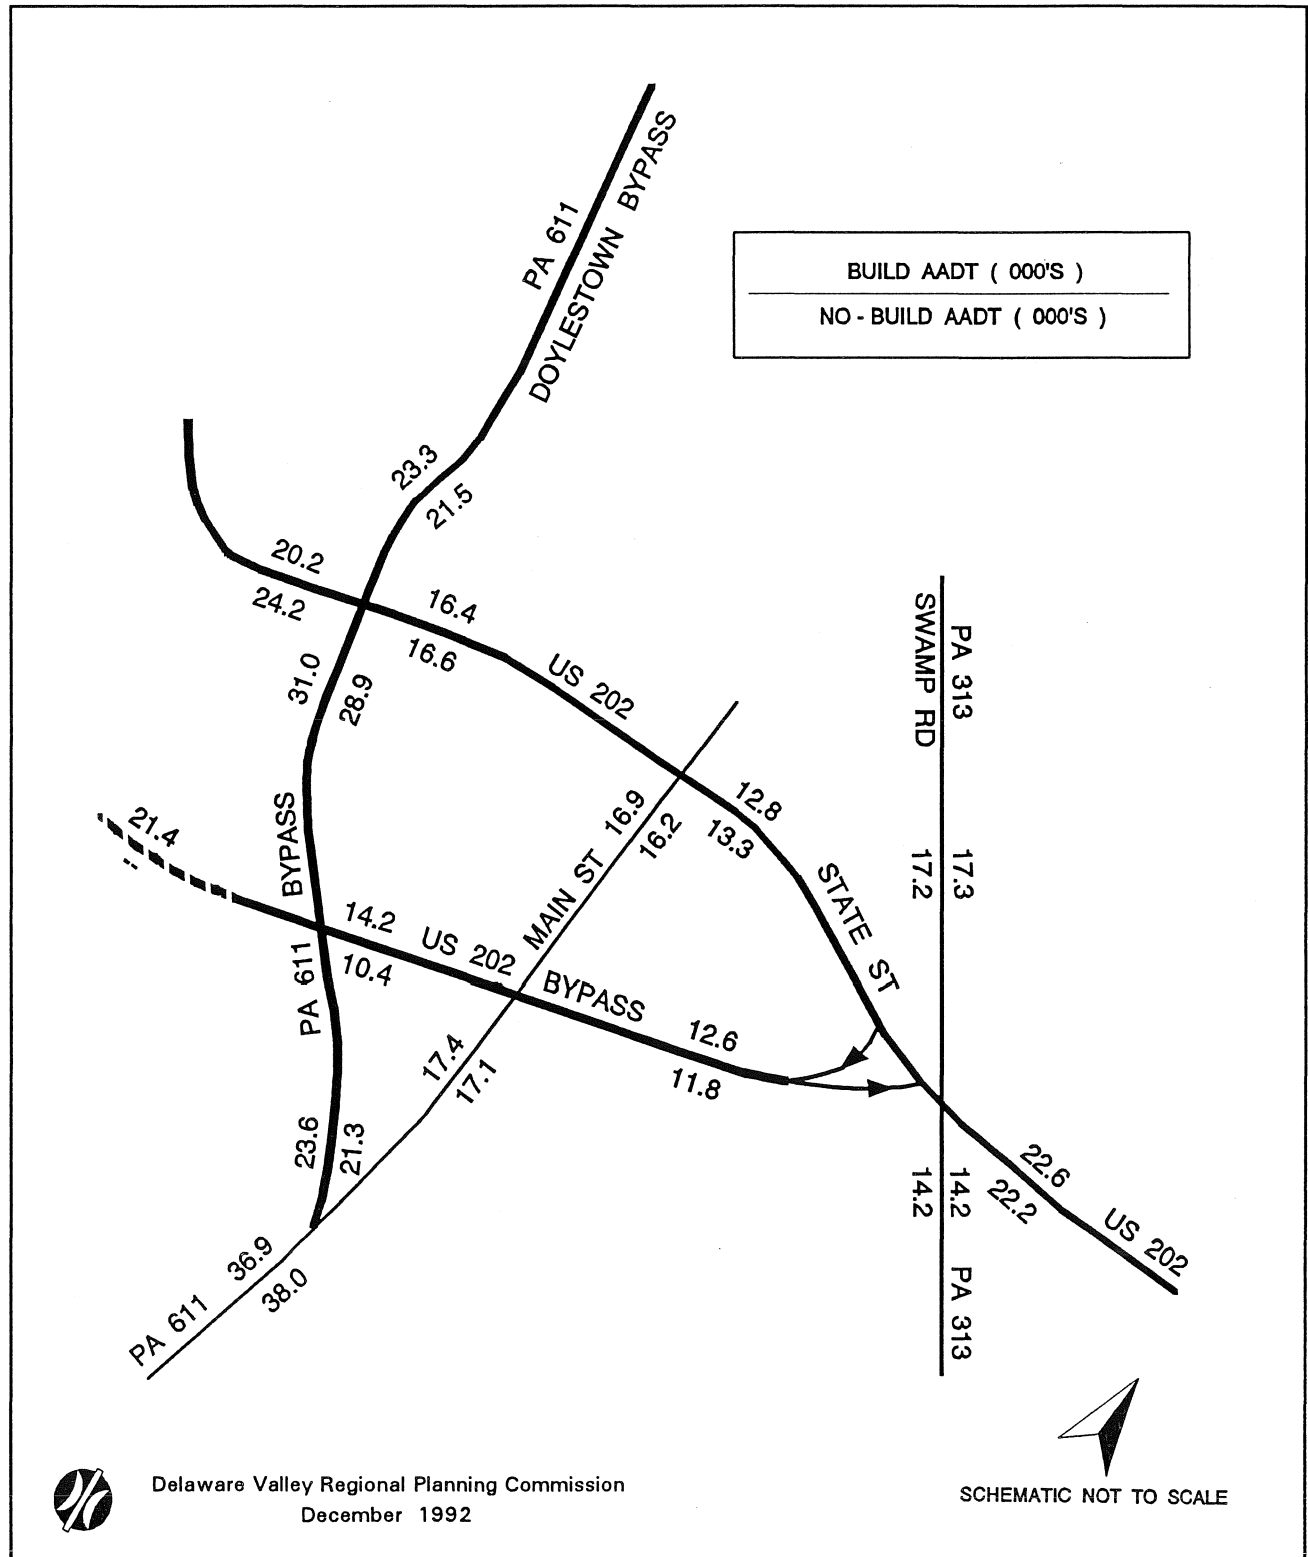 PA 611
DOYLESTOWN BYPASS
BUILD AADT ( 000'S )
NO - BUILD AADT ( 000'S )
23.3
21.5
20.2
24.2
16.4
16.6
US 202
31.0
28.9
PA 313
SWAMP RD
17.3
17.2
12.8
13.3
16.9
16.2
MAIN ST
STATE ST
21.4
--
PA 611 BYPASS
14.2
10.4
US 202 BYPASS
12.6
11.8
17.4
17.1
23.6
21.3
22.6
22.2
US 202
14.2
14.2
PA 313
36.9
38.0
PA 611
Delaware Valley Regional Planning Commission
December 1992
SCHEMATIC NOT TO SCALE